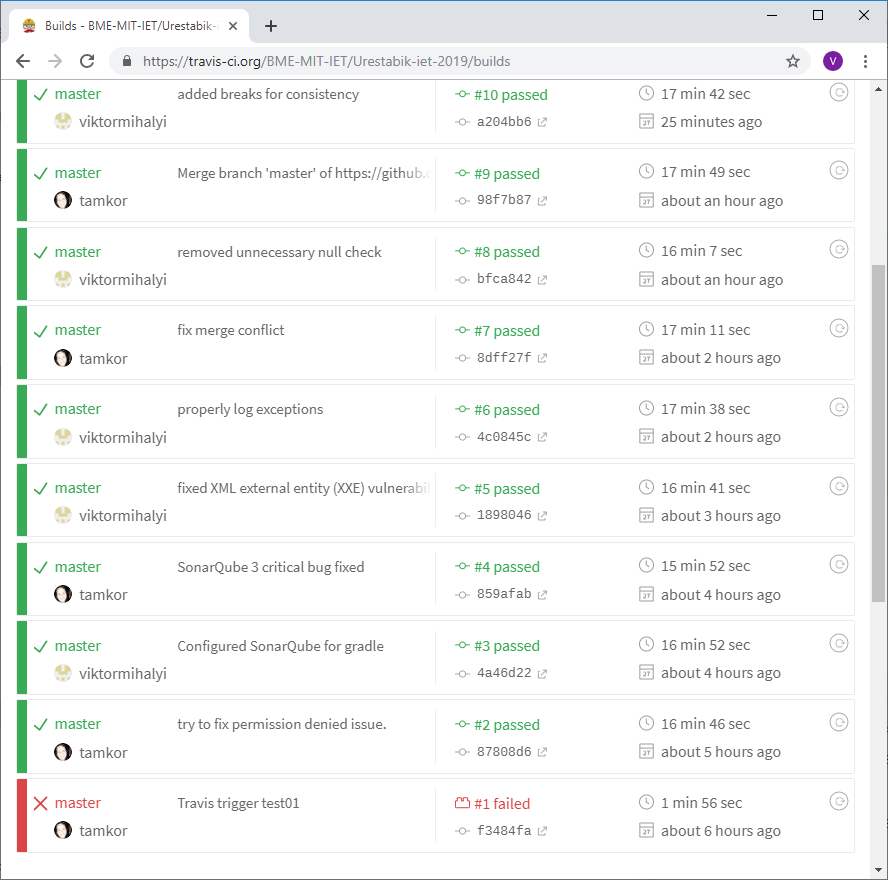 Builds - BME-MIT-IET/Urestabik-i
https://travis-ci.org/BME-MIT-IET/Urestabik-iet-2019/builds
V
master added breaks for consistency #10 passed 17 min 42 sec
viktormihalyi a204bb6 25 minutes ago
master Merge branch 'master' of https://github.c #9 passed 17 min 49 sec
tamkor 98f7b87 about an hour ago
master removed unnecessary null check #8 passed 16 min 7 sec
viktormihalyi bfca842 about an hour ago
master fix merge conflict #7 passed 17 min 11 sec
tamkor 8dff27f about 2 hours ago
master properly log exceptions #6 passed 17 min 38 sec
viktormihalyi 4c0845c about 2 hours ago
master fixed XML external entity (XXE) vulnerabil #5 passed 16 min 41 sec
viktormihalyi 1898046 about 3 hours ago
master SonarQube 3 critical bug fixed #4 passed 15 min 52 sec
tamkor 859afab about 4 hours ago
master Configured SonarQube for gradle #3 passed 16 min 52 sec
viktormihalyi 4a46d22 about 4 hours ago
master try to fix permission denied issue. #2 passed 16 min 46 sec
tamkor 87808d6 about 5 hours ago
master Travis trigger test01 #1 failed 1 min 56 sec
tamkor f3484fa about 6 hours ago